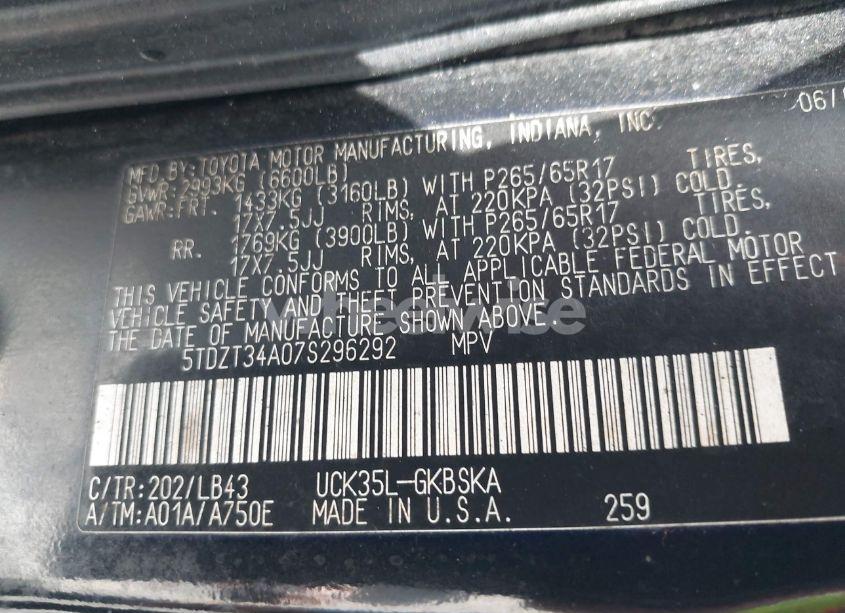 06/
MFD.BY:TOYOTA MOTOR MANUFACTURING, INDIANA, INC.
GVWR:2993KG (6600LB)
GAWR:FRT. 1433KG (3160LB) WITH P265/65R17 TIRES,
17X7.5JJ RIMS, AT 220KPA (32PSI) COLD.
RR. 1769KG (3900LB) WITH P265/65R17 TIRES,
17X7.5JJ RIMS, AT 220KPA (32PSI) COLD.
THIS VEHICLE CONFORMS TO ALL APPLICABLE FEDERAL MOTOR
VEHICLE SAFETY AND THEFT PREVENTION STANDARDS IN EFFECT
THE DATE OF MANUFACTURE SHOWN ABOVE.
5TDZT34A07S296292 MPV
C/TR:202/LB43 UCK35L-GKBSKA
A/TM:A01A/A750E MADE IN U.S.A. 259